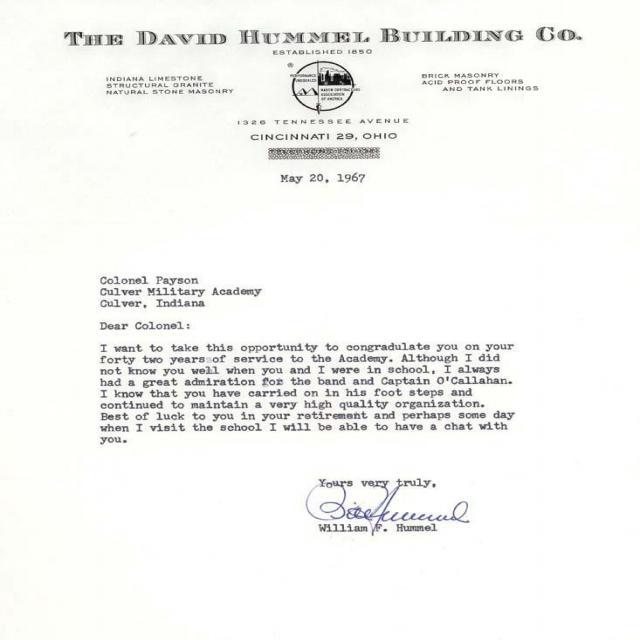 THE DAVID HUMMEL BUILDING CO.
ESTABLISHED 1850
INDIANA LIMESTONE
STRUCTURAL GRANITE
NATURAL STONE MASONRY
MASON CONTRACTORS
ASSOCIATION
OF AMERICA
BRICK MASONRY
ACID PROOF FLOORS
AND TANK LININGS
1326 TENNESSEE AVENUE
CINCINNATI 29, OHIO
May 20, 1967
Colonel Payson
Culver Military Academy
Culver, Indiana
Dear Colonel:
I want to take this opportunity to congradulate you on your
forty two years of service to the Academy. Although I did
not know you well when you and I were in school, I always
had a great admiration for the band and Captain O'Callahan.
I know that you have carried on in his foot steps and
continued to maintain a very high quality organization.
Best of luck to you in your retirement and perhaps some day
when I visit the school I will be able to have a chat with
you.
Yours very truly,
Bill Hummel
William F. Hummel